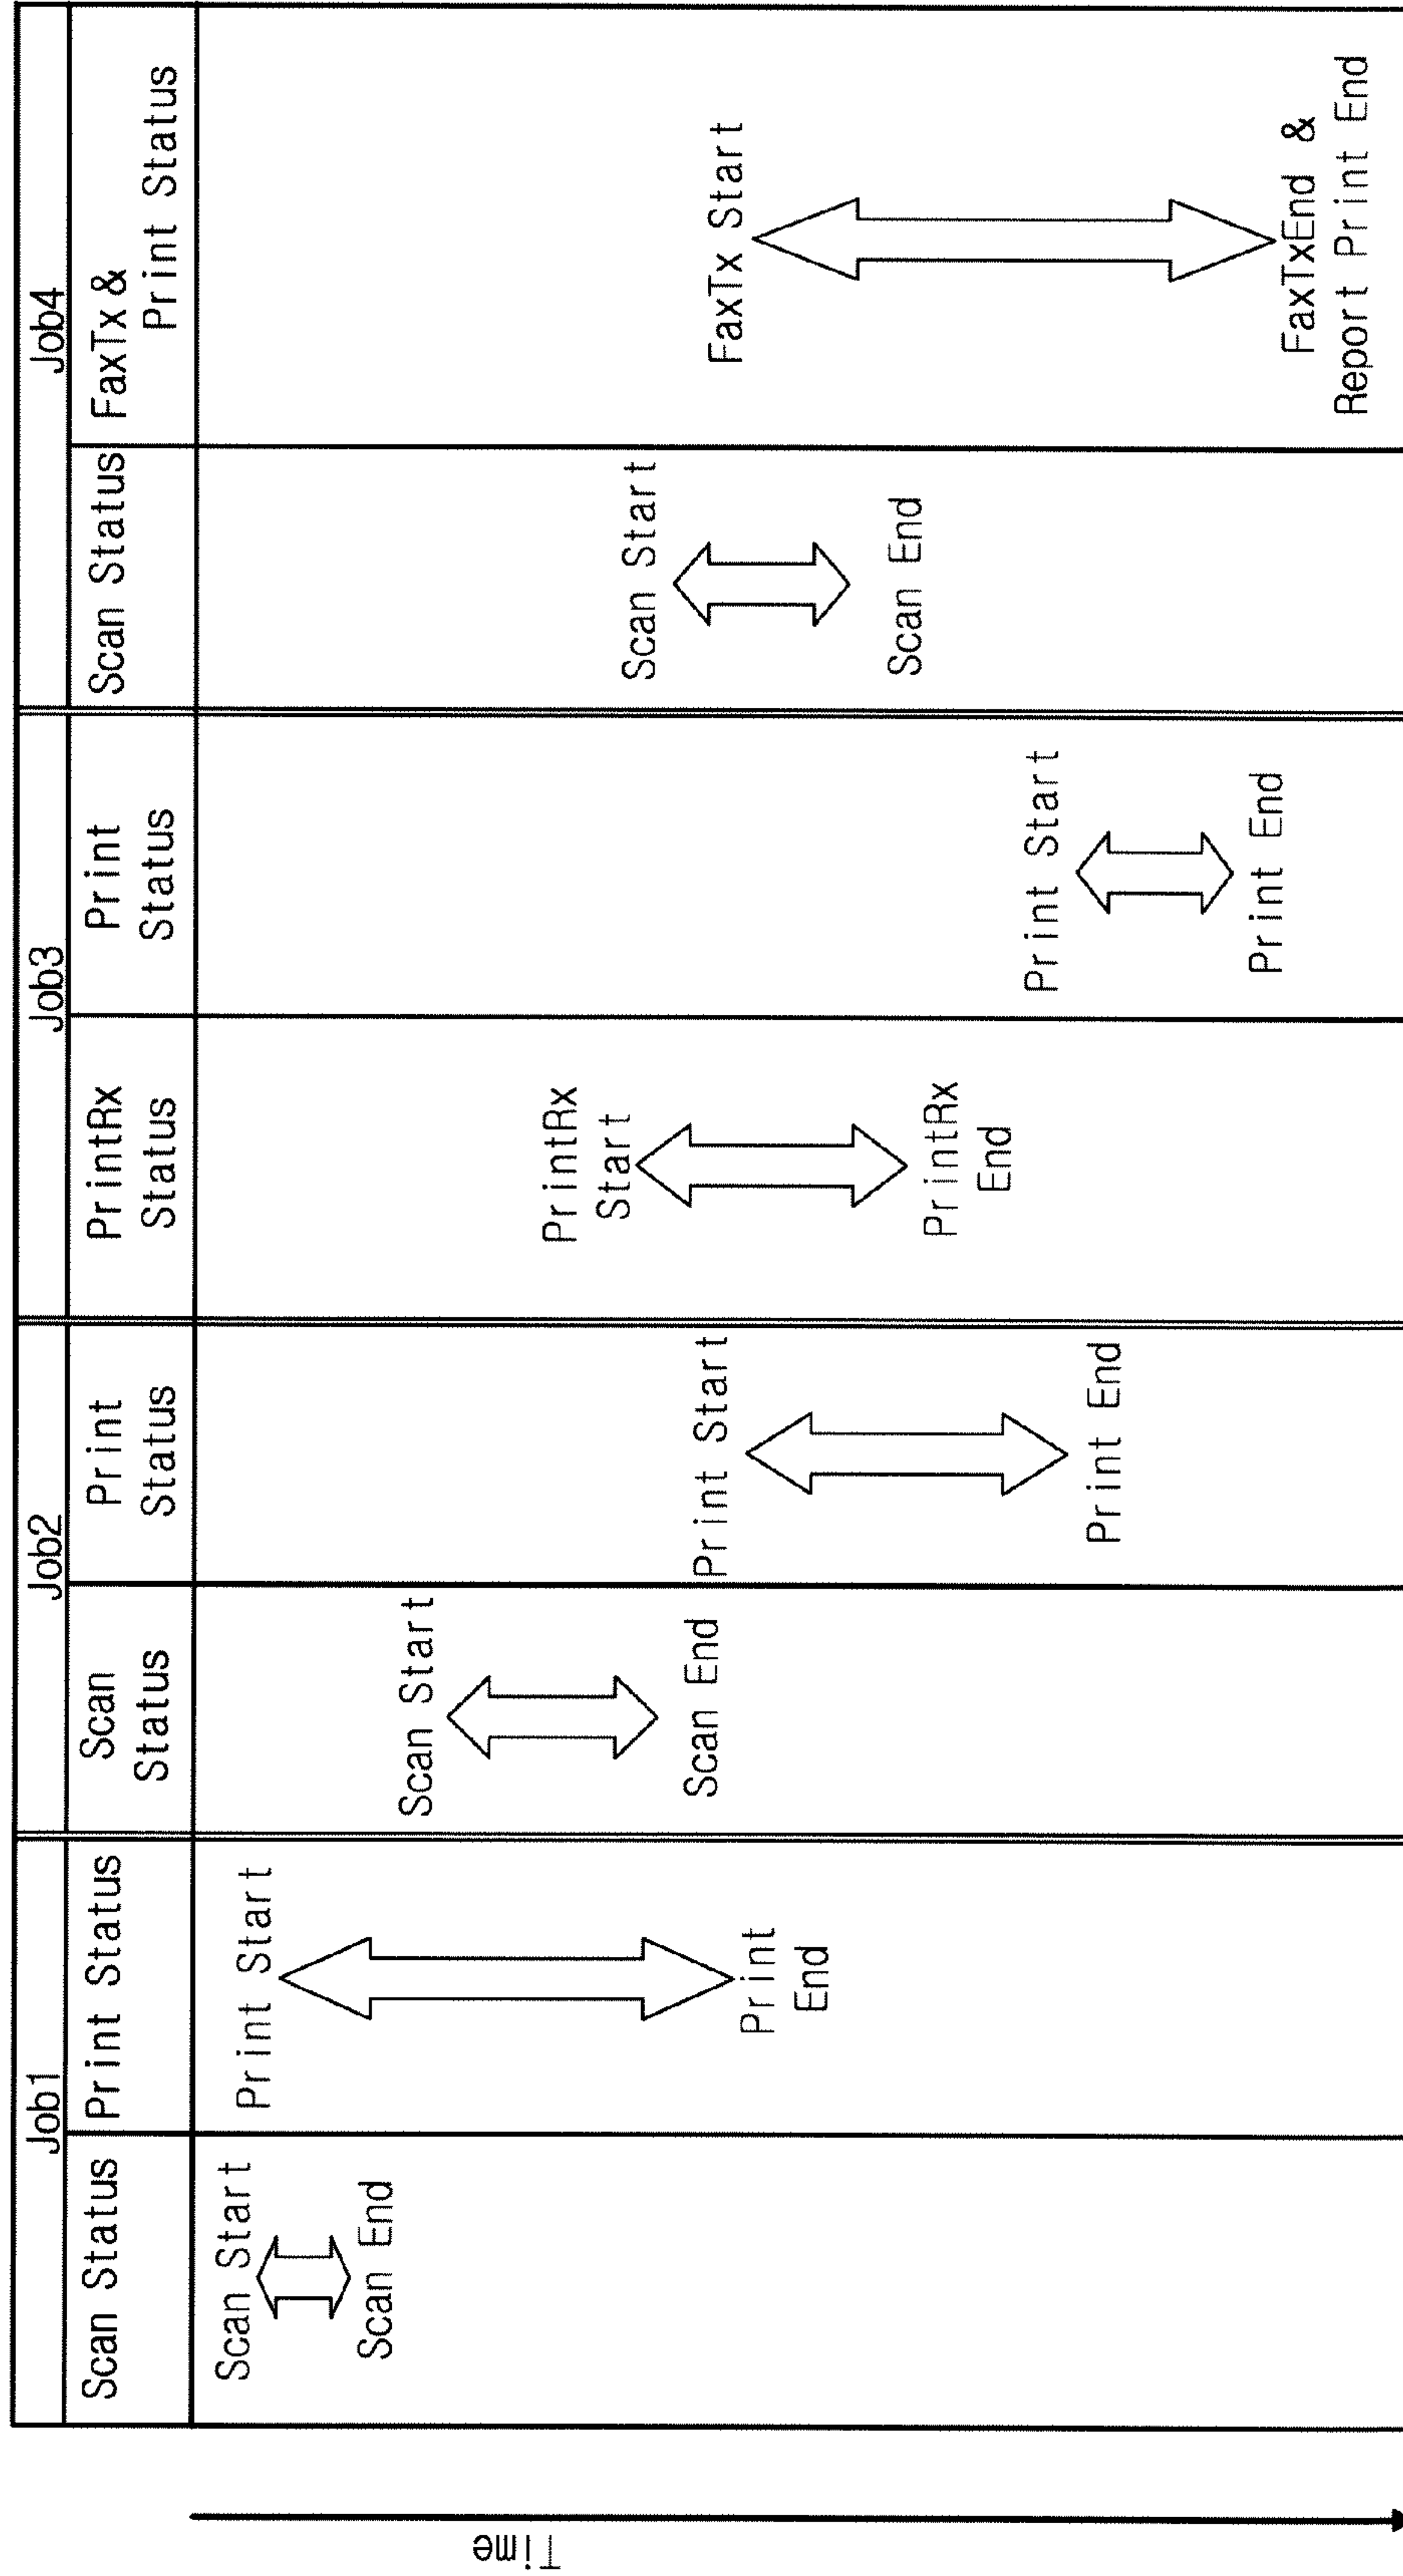 Job1
Job2
Job3
Job4
Scan Status
Print Status
Scan
Status
Print
Status
PrintRx
Status
Print
Status
Scan Status
FaxTx &
Print Status
Time
Scan Start
Scan End
Print Start
Print
End
Scan Start
Scan End
Print Start
Print End
PrintRx
Start
PrintRx
End
Print Start
Print End
Scan Start
Scan End
FaxTx Start
FaxTxEnd &
Report Print End